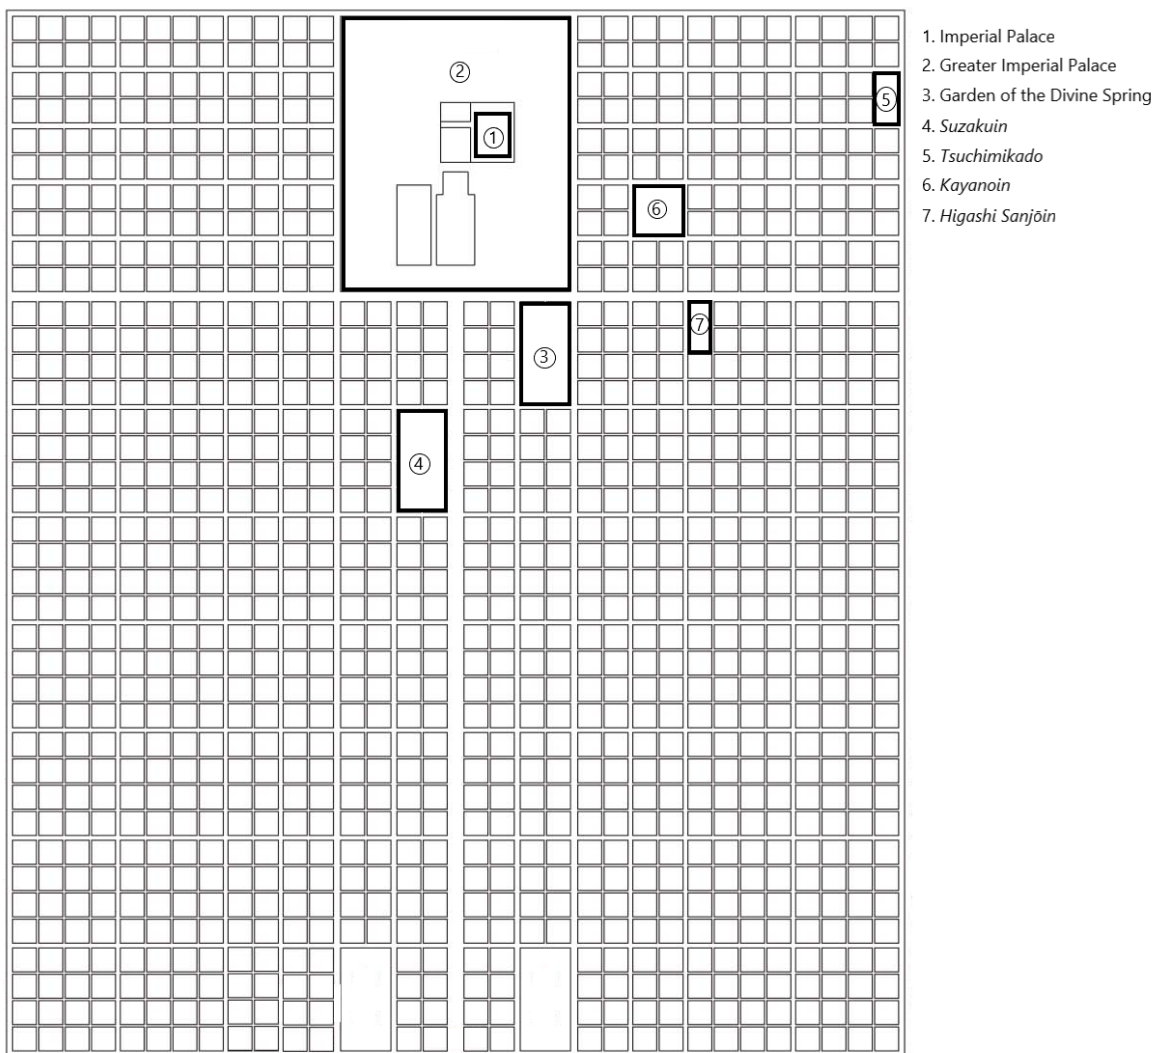 ②
①
⑤
⑥
⑦
③
④
1. Imperial Palace
2. Greater Imperial Palace
3. Garden of the Divine Spring
4. Suzakuin
5. Tsuchimikado
6. Kayanoin
7. Higashi Sanjōin